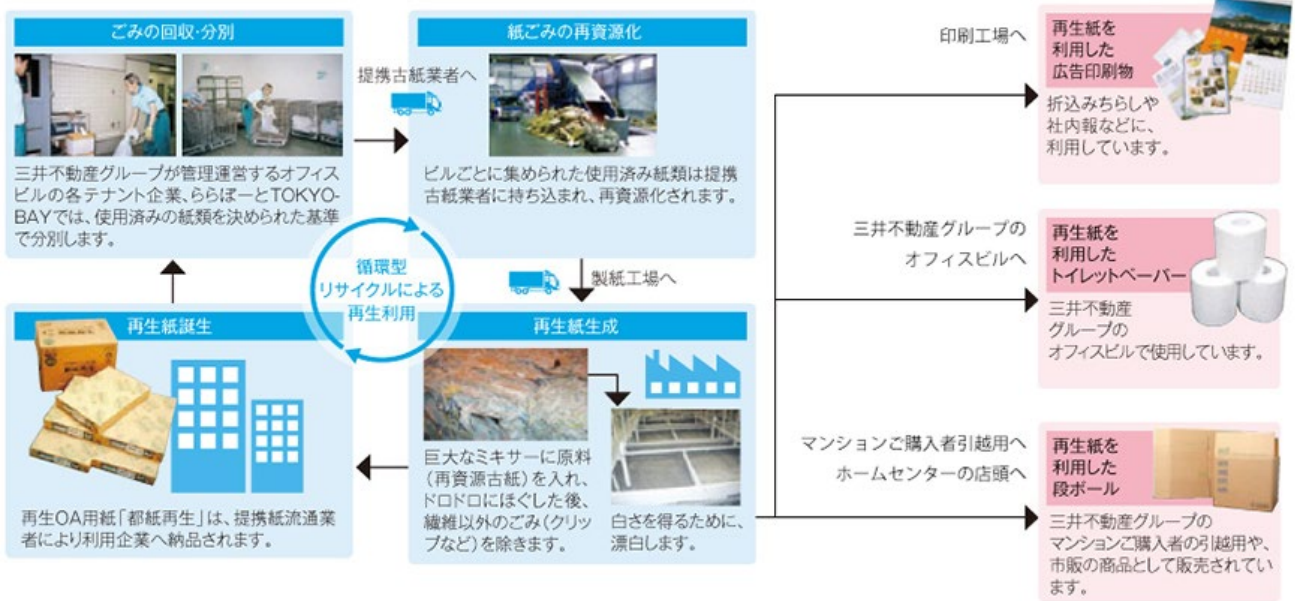 ごみの回収・分別
三井不動産グループが管理運営するオフィス
ビルの各テナント企業、ららぽーとTOKYO-
BAYでは、使用済みの紙類を決められた基準
で分別します。
提携古紙業者へ
紙ごみの再資源化
ビルごとに集められた使用済み紙類は提携
古紙業者に持ち込まれ、再資源化されます。
循環型
リサイクルによる
再生利用
製紙工場へ
再生紙誕生
再生OA用紙「都紙再生」は、提携紙流通業
者により利用企業へ納品されます。
再生紙生成
巨大なミキサーに原料
（再資源古紙）を入れ、
ドロドロにほぐした後、
繊維以外のごみ（クリッ
プなど）を除きます。
白さを得るために、
漂白します。
印刷工場へ
再生紙を
利用した
広告印刷物
折込みちらしや
社内報などに、
利用しています。
三井不動産グループの
オフィスビルへ
再生紙を
利用した
トイレットペーパー
三井不動産
グループの
オフィスビルで使用しています。
マンションご購入者引越用へ
ホームセンターの店頭へ
再生紙を
利用した
段ボール
三井不動産グループの
マンションご購入者の引越用や、
市販の商品として販売されてい
ます。